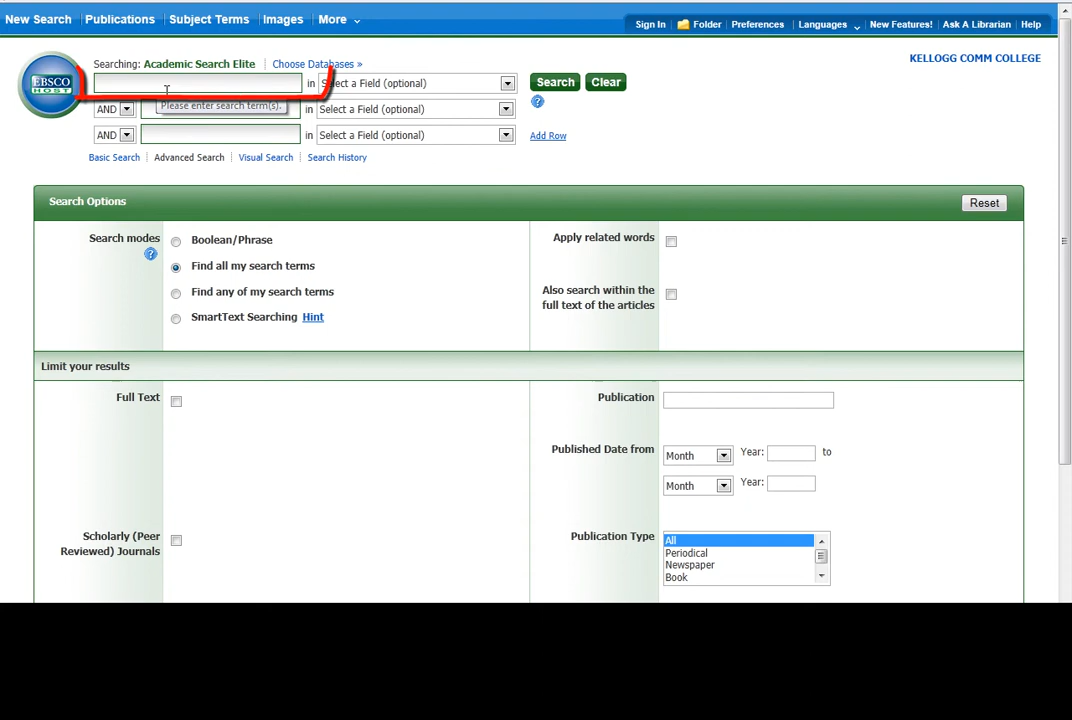 New Search Publications Subject Terms Images More
Sign In Folder Preferences Languages New Features! Ask A Librarian Help
KELLOGG COMM COLLEGE
EBSCO
HOST
Searching: Academic Search Elite Choose Databases »
in Select a Field (optional) Search Clear
Please enter search term(s).
AND in Select a Field (optional)
AND in Select a Field (optional) Add Row
Basic Search Advanced Search Visual Search Search History
Search Options Reset
Search modes
Boolean/Phrase
Find all my search terms
Find any of my search terms
SmartText Searching Hint
Apply related words
Also search within the
full text of the articles
Limit your results
Full Text
Publication
Published Date from Month Year: to
Month Year:
Scholarly (Peer
Reviewed) Journals
Publication Type
All
Periodical
Newspaper
Book